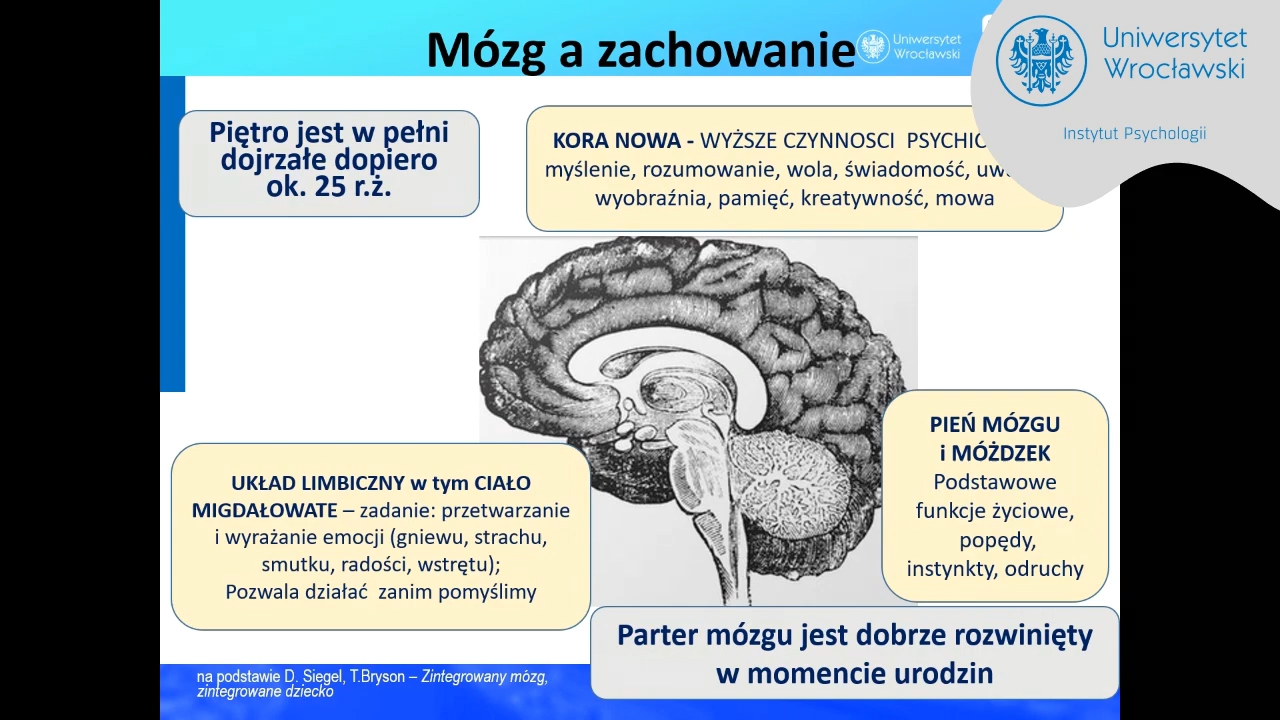 Mózg a zachowanie
Uniwersytet
Wrocławski
Uniwersytet
Wrocławski
Instytut Psychologii
Piętro jest w pełni
dojrzałe dopiero
ok. 25 r.ż.
KORA NOWA - WYŻSZE CZYNNOSCI
myślenie, rozumowanie, wola, świadomość,
wyobraźnia, pamięć, kreatywność, mowa
UKŁAD LIMBICZNY w tym CIAŁO
MIGDAŁOWATE – zadanie: przetwarzanie
i wyrażanie emocji (gniewu, strachu,
smutku, radości, wstrętu);
Pozwala działać zanim pomyślimy
PIEŃ MÓZGU
i MÓŻDZEK
Podstawowe
funkcje życiowe,
popędy,
instynkty, odruchy
Parter mózgu jest dobrze rozwinięty
w momencie urodzin
na podstawie D. Siegel, T.Bryson – Zintegrowany mózg,
zintegrowane dziecko